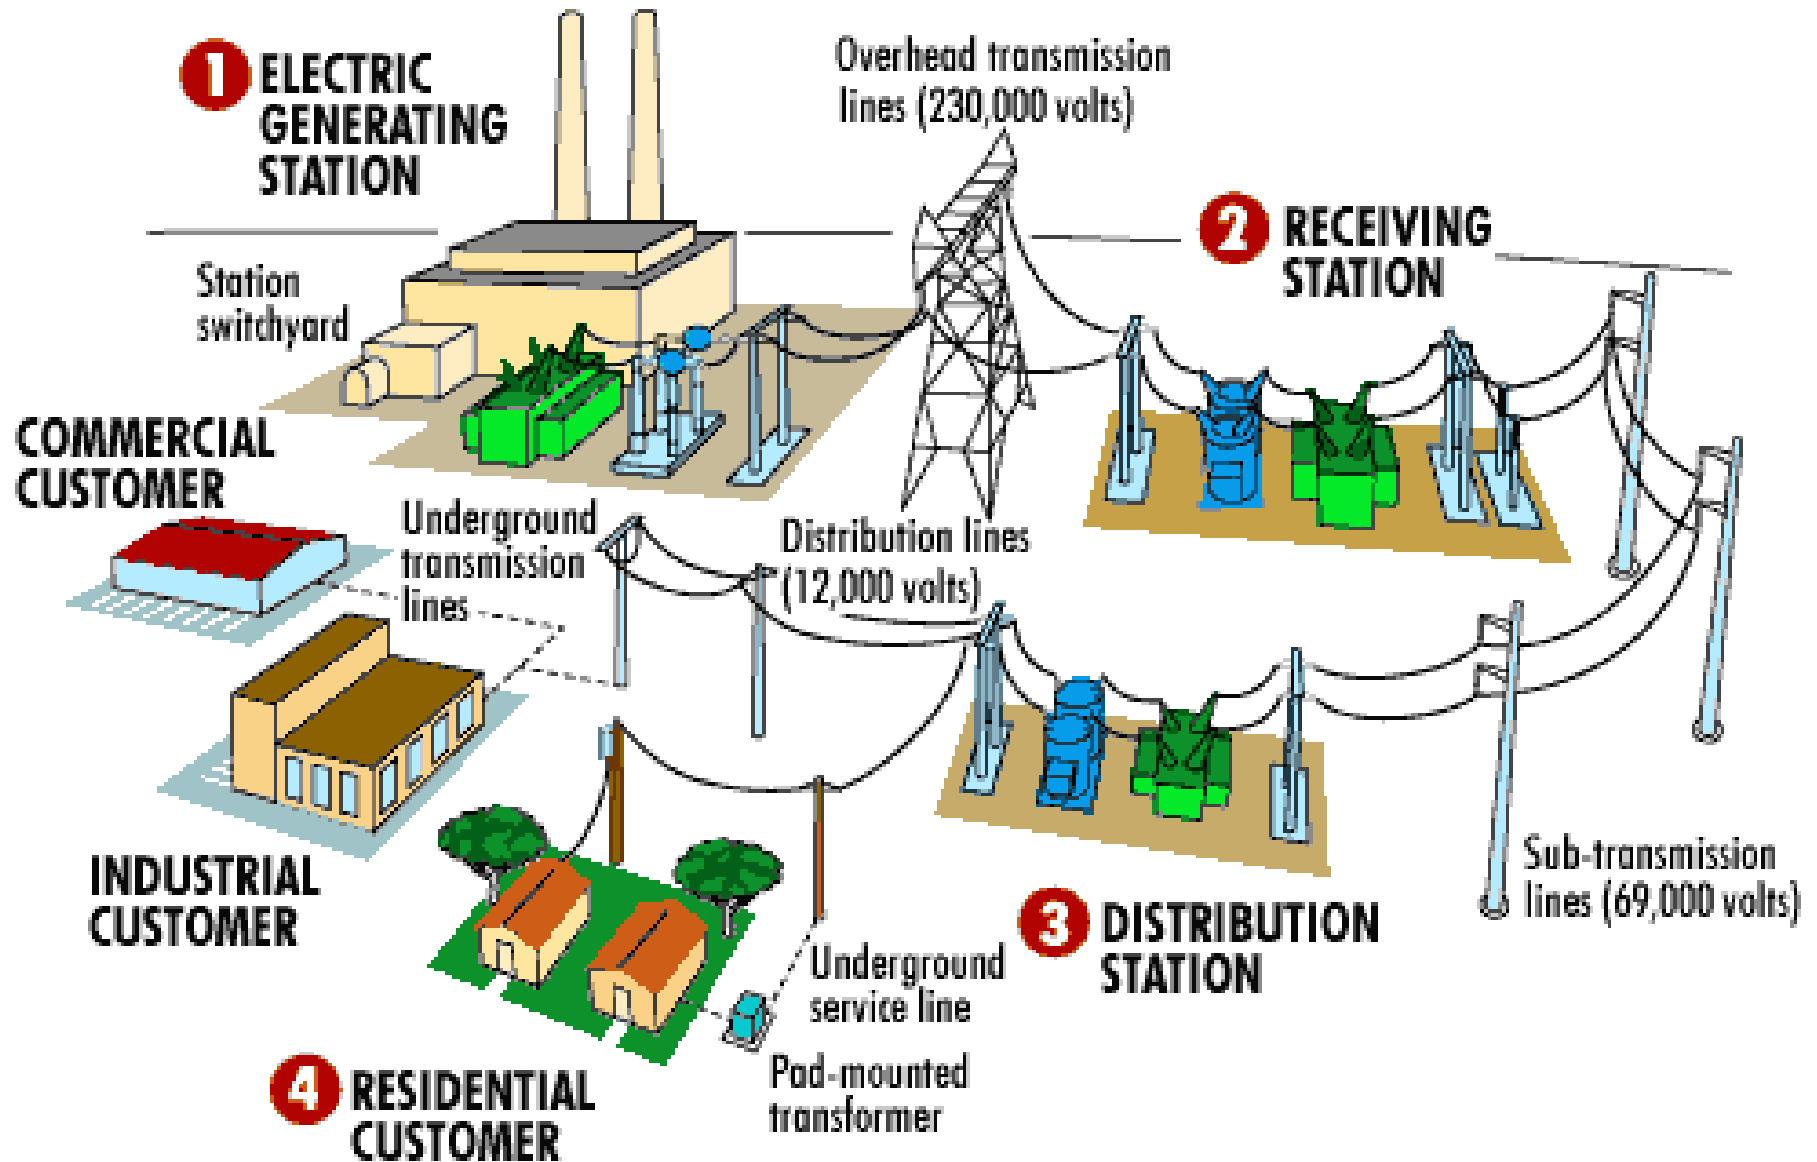 1 ELECTRIC
GENERATING
STATION
Overhead transmission
lines (230,000 volts)
2 RECEIVING
STATION
Station
switchyard
COMMERCIAL
CUSTOMER
Underground
transmission
lines
Distribution lines
(12,000 volts)
INDUSTRIAL
CUSTOMER
Sub-transmission
lines (69,000 volts)
3 DISTRIBUTION
STATION
Underground
service line
Pad-mounted
transformer
4 RESIDENTIAL
CUSTOMER